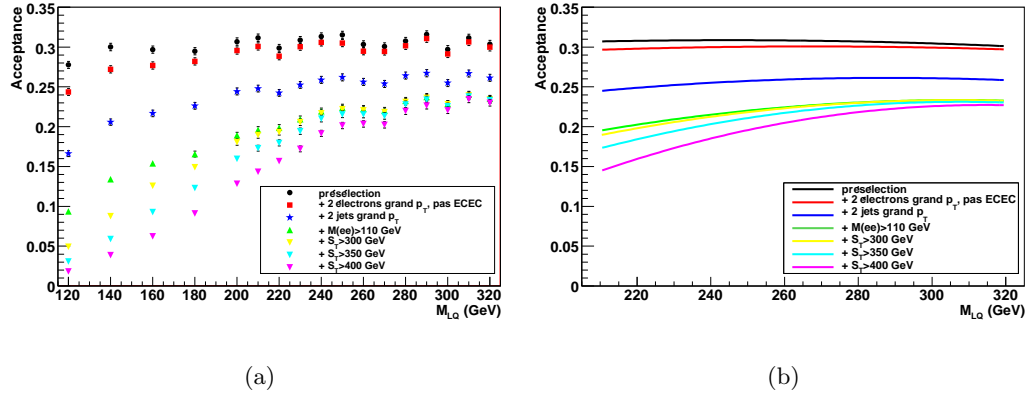 Acceptance
0.35
0.3
0.25
0.2
0.15
0.1
0.05
0
120 140 160 180 200 220 240 260 280 300 320
M_LQ (GeV)
présélection
+ 2 électrons grand p_T, pas ECEC
+ 2 jets grand p_T
+ M(ee)>110 GeV
+ S_T>300 GeV
+ S_T>350 GeV
+ S_T>400 GeV
(a)
Acceptance
0.35
0.3
0.25
0.2
0.15
0.1
0.05
0
220 240 260 280 300 320
M_LQ (GeV)
présélection
+ 2 électrons grand p_T, pas ECEC
+ 2 jets grand p_T
+ M(ee)>110 GeV
+ S_T>300 GeV
+ S_T>350 GeV
+ S_T>400 GeV
(b)